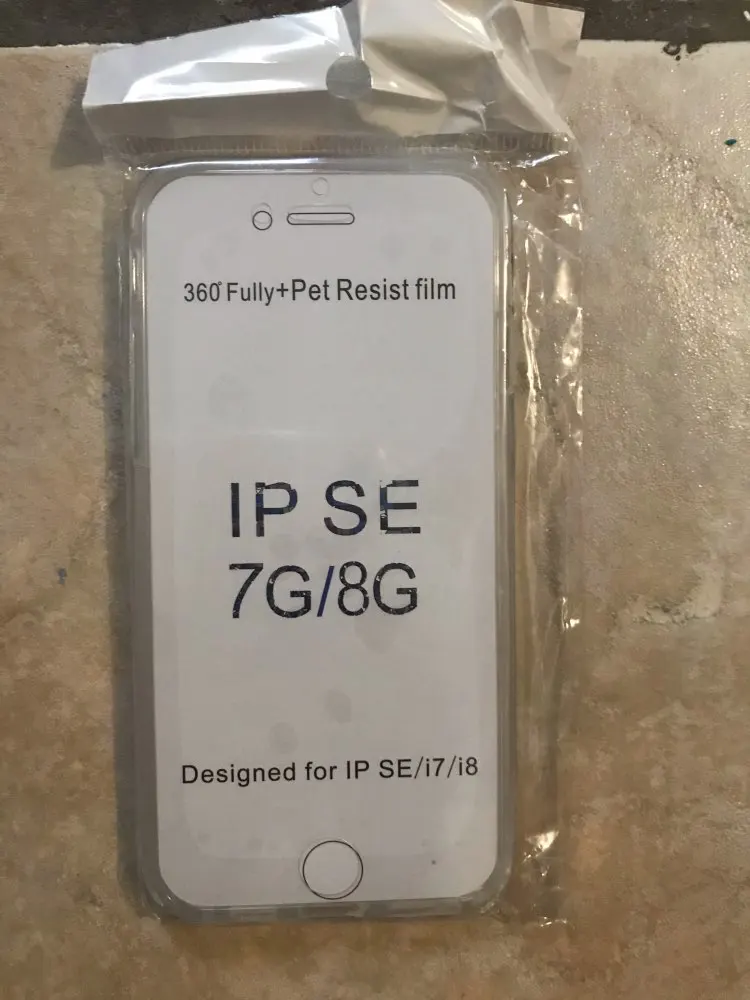 360° Fully+Pet Resist film
IP SE
7G/8G
Designed for IP SE/i7/i8